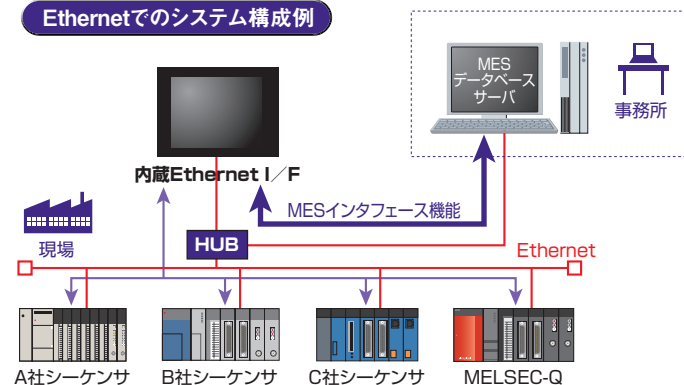 Ethernetでのシステム構成例
MES
データベース
サーバ
事務所
内蔵Ethernet I／F
MESインタフェース機能
現場
HUB
Ethernet
A社シーケンサ
B社シーケンサ
C社シーケンサ
MELSEC-Q